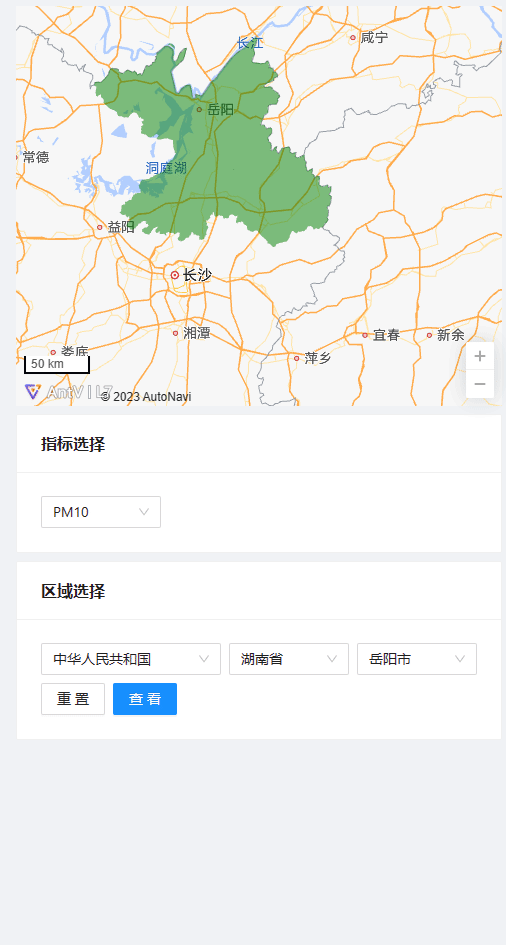 长江
咸宁
岳阳
常德
洞庭湖
益阳
长沙
湘潭
宜春
新余
娄底
萍乡
50 km
AntV | L7
© 2023 AutoNavi
指标选择
PM10
区域选择
中华人民共和国 湖南省 岳阳市
重 置 查 看